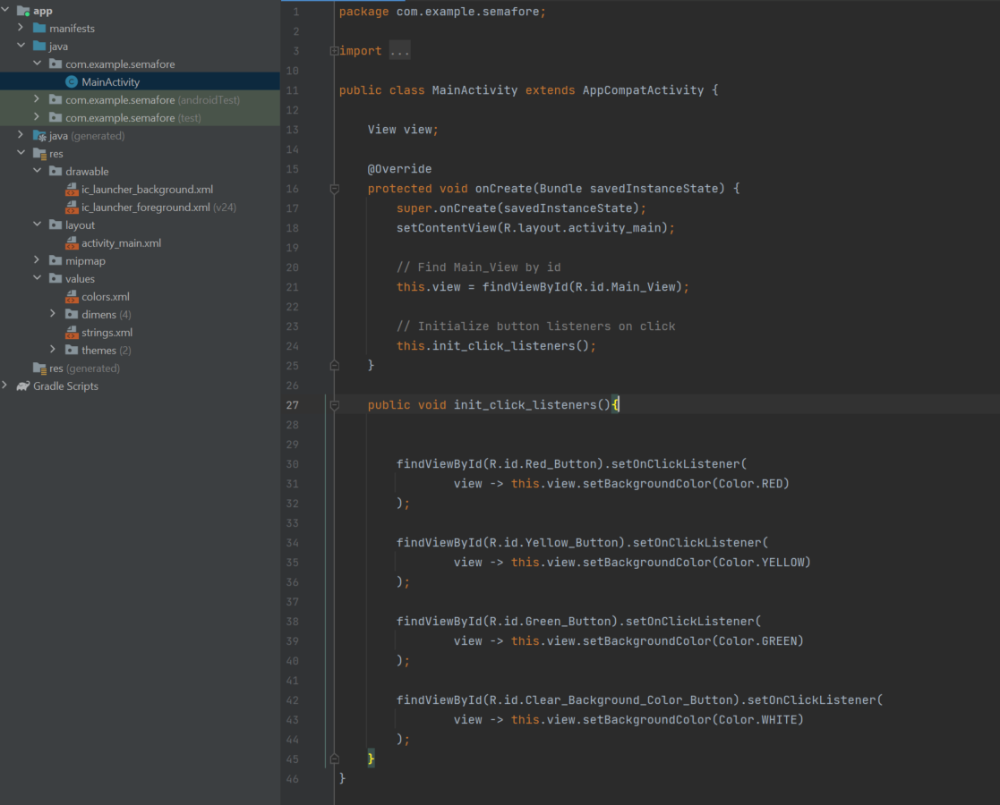 app
manifests
java
com.example.semafore
MainActivity
com.example.semafore (androidTest)
com.example.semafore (test)
java (generated)
res
drawable
ic_launcher_background.xml
ic_launcher_foreground.xml (v24)
layout
activity_main.xml
mipmap
values
colors.xml
dimens (4)
strings.xml
themes (2)
res (generated)
Gradle Scripts
1 package com.example.semafore;
2
3 import ...
10
11 public class MainActivity extends AppCompatActivity {
12
13 View view;
14
15 @Override
16 protected void onCreate(Bundle savedInstanceState) {
17 super.onCreate(savedInstanceState);
18 setContentView(R.layout.activity_main);
19
20 // Find Main_View by id
21 this.view = findViewById(R.id.Main_View);
22
23 // Initialize button listeners on click
24 this.init_click_listeners();
25 }
26
27 public void init_click_listeners(){
28
29
30 findViewById(R.id.Red_Button).setOnClickListener(
31 view -> this.view.setBackgroundColor(Color.RED)
32 );
33
34 findViewById(R.id.Yellow_Button).setOnClickListener(
35 view -> this.view.setBackgroundColor(Color.YELLOW)
36 );
37
38 findViewById(R.id.Green_Button).setOnClickListener(
39 view -> this.view.setBackgroundColor(Color.GREEN)
40 );
41
42 findViewById(R.id.Clear_Background_Color_Button).setOnClickListener(
43 view -> this.view.setBackgroundColor(Color.WHITE)
44 );
45 }
46 }